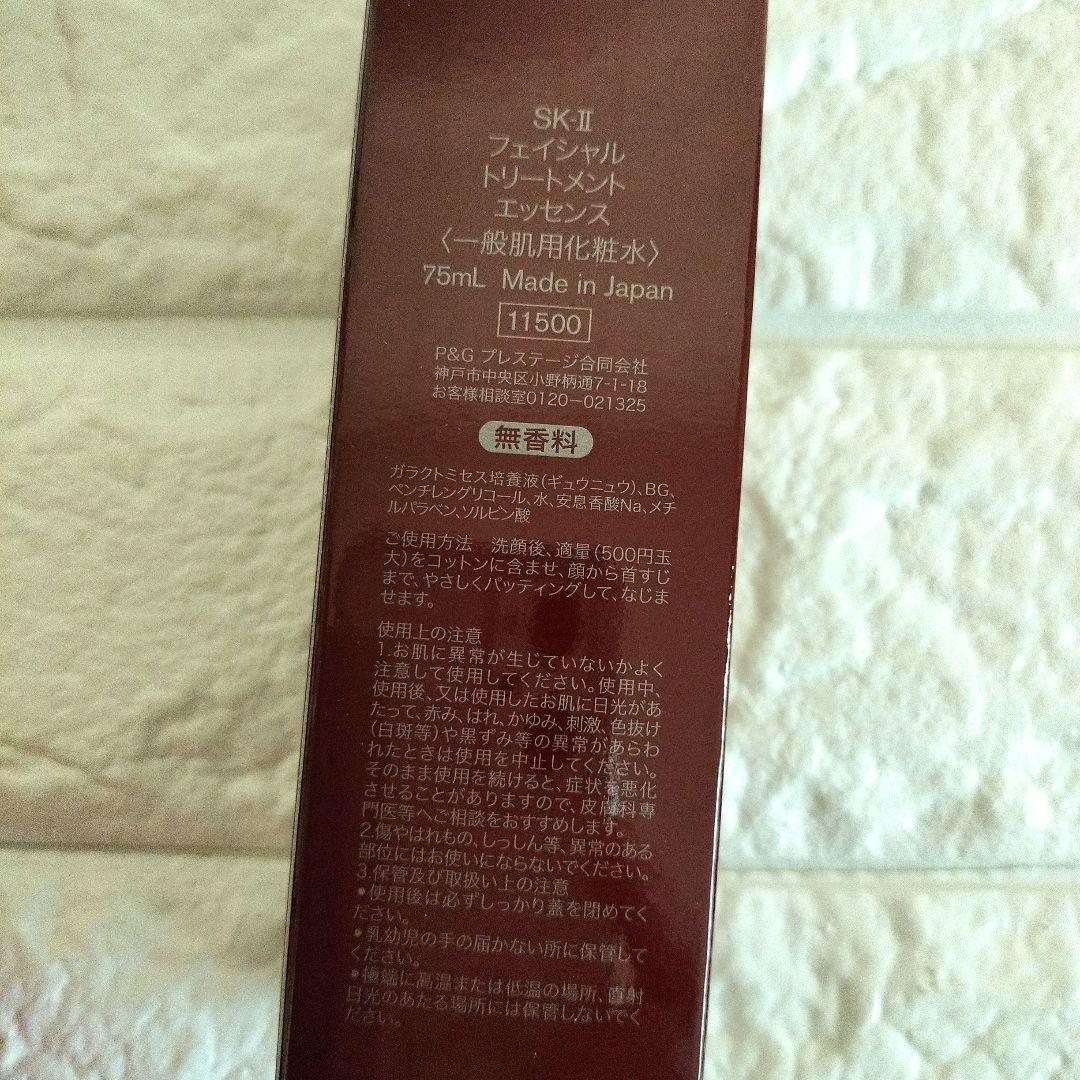 SK-II
フェイシャル
トリートメント
エッセンス
〈一般肌用化粧水〉
75mL Made in Japan
11500
P&G プレステージ合同会社
神戸市中央区小野柄通7-1-18
お客様相談室0120-021325
無香料
ガラクトミセス培養液(ギュウニュウ)、BG、
ペンチレングリコール、水、安息香酸Na、メチ
ルパラベン、ソルビン酸
ご使用方法 洗顔後、適量(500円玉
大)をコットンに含ませ、顔から首すじ
まで、やさしくパッティングして、なじま
せます。
使用上の注意
1.お肌に異常が生じていないかよく
注意して使用してください。使用中、
使用後、又は使用したお肌に日光があ
たって、赤み、はれ、かゆみ、刺激、色抜け
(白斑等)や黒ずみ等の異常があらわ
れたときは使用を中止してください。
そのまま使用を続けると、症状を悪化
させることがありますので、皮膚科専
門医等へご相談をおすすめします。
2.傷やはれもの、しっしん等、異常のある
部位にはお使いにならないでください。
3.保管及び取扱い上の注意
●使用後は必ずしっかり蓋を閉めてく
ださい。
●乳幼児の手の届かない所に保管して
ください。
●極端に高温または低温の場所、直射
日光のあたる場所には保管しないでく
ださい。